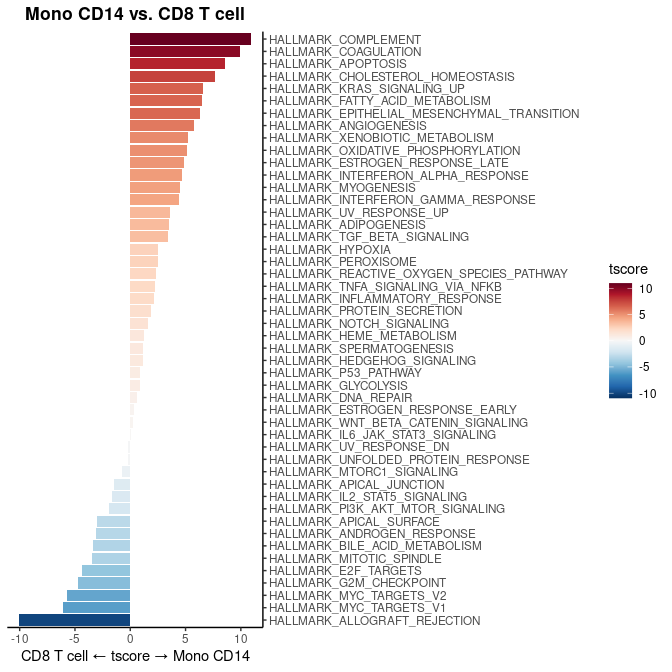 Mono CD14 vs. CD8 T cell
HALLMARK_COMPLEMENT
HALLMARK_COAGULATION
HALLMARK_APOPTOSIS
HALLMARK_CHOLESTEROL_HOMEOSTASIS
HALLMARK_KRAS_SIGNALING_UP
HALLMARK_FATTY_ACID_METABOLISM
HALLMARK_EPITHELIAL_MESENCHYMAL_TRANSITION
HALLMARK_ANGIOGENESIS
HALLMARK_XENOBIOTIC_METABOLISM
HALLMARK_OXIDATIVE_PHOSPHORYLATION
HALLMARK_ESTROGEN_RESPONSE_LATE
HALLMARK_INTERFERON_ALPHA_RESPONSE
HALLMARK_MYOGENESIS
HALLMARK_INTERFERON_GAMMA_RESPONSE
HALLMARK_UV_RESPONSE_UP
HALLMARK_ADIPOGENESIS
HALLMARK_TGF_BETA_SIGNALING
HALLMARK_HYPOXIA
HALLMARK_PEROXISOME
HALLMARK_REACTIVE_OXYGEN_SPECIES_PATHWAY
HALLMARK_TNFA_SIGNALING_VIA_NFKB
HALLMARK_INFLAMMATORY_RESPONSE
HALLMARK_PROTEIN_SECRETION
HALLMARK_NOTCH_SIGNALING
HALLMARK_HEME_METABOLISM
HALLMARK_SPERMATOGENESIS
HALLMARK_HEDGEHOG_SIGNALING
HALLMARK_P53_PATHWAY
HALLMARK_GLYCOLYSIS
HALLMARK_DNA_REPAIR
HALLMARK_ESTROGEN_RESPONSE_EARLY
HALLMARK_WNT_BETA_CATENIN_SIGNALING
HALLMARK_IL6_JAK_STAT3_SIGNALING
HALLMARK_UV_RESPONSE_DN
HALLMARK_UNFOLDED_PROTEIN_RESPONSE
HALLMARK_MTORC1_SIGNALING
HALLMARK_APICAL_JUNCTION
HALLMARK_IL2_STAT5_SIGNALING
HALLMARK_PI3K_AKT_MTOR_SIGNALING
HALLMARK_APICAL_SURFACE
HALLMARK_ANDROGEN_RESPONSE
HALLMARK_BILE_ACID_METABOLISM
HALLMARK_MITOTIC_SPINDLE
HALLMARK_E2F_TARGETS
HALLMARK_G2M_CHECKPOINT
HALLMARK_MYC_TARGETS_V2
HALLMARK_MYC_TARGETS_V1
HALLMARK_ALLOGRAFT_REJECTION
-10 -5 0 5 10
CD8 T cell ← tscore → Mono CD14
tscore
10
5
0
-5
-10